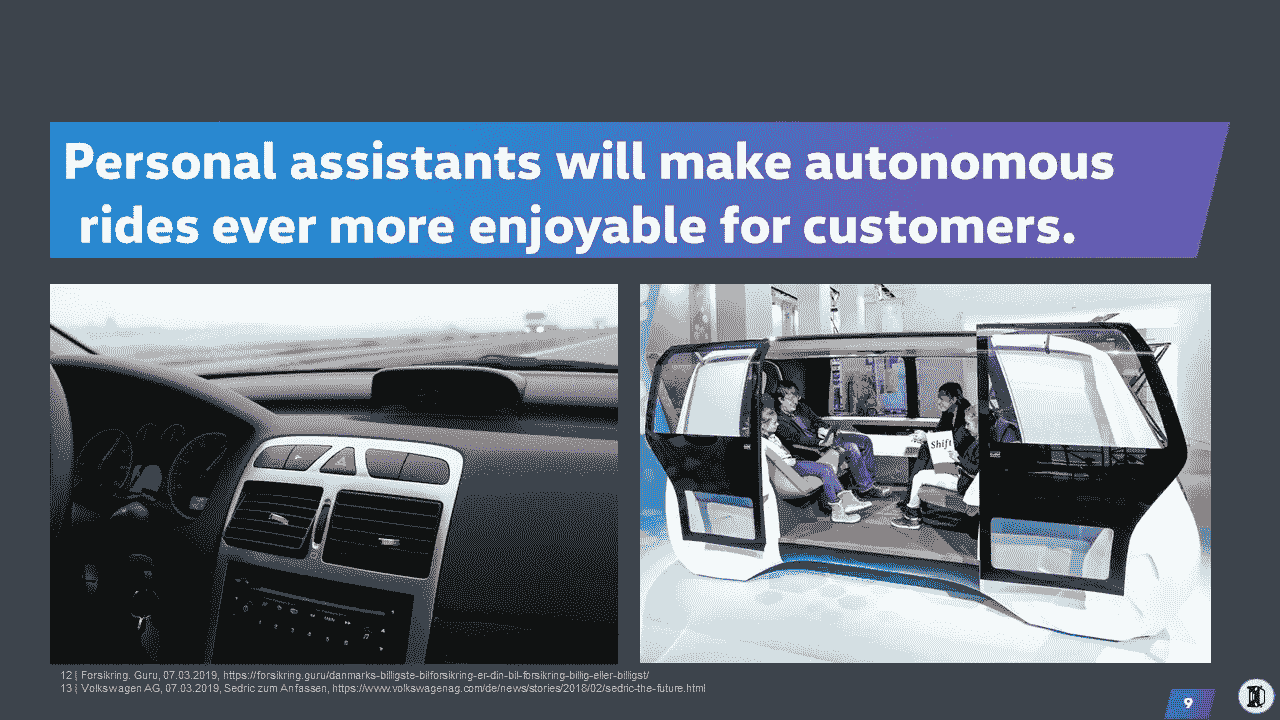 Personal assistants will make autonomous
rides ever more enjoyable for customers.
Shift
12 | Forsikring. Guru, 07.03.2019, https://forsikring.guru/danmarks-billigste-bilforsikring-er-din-bil-forsikring-billig-eller-billigst/
13 | Volkswagen AG, 07.03.2019, Sedric zum Anfassen, https://www.volkswagenag.com/de/news/stories/2018/02/sedric-the-future.html
9